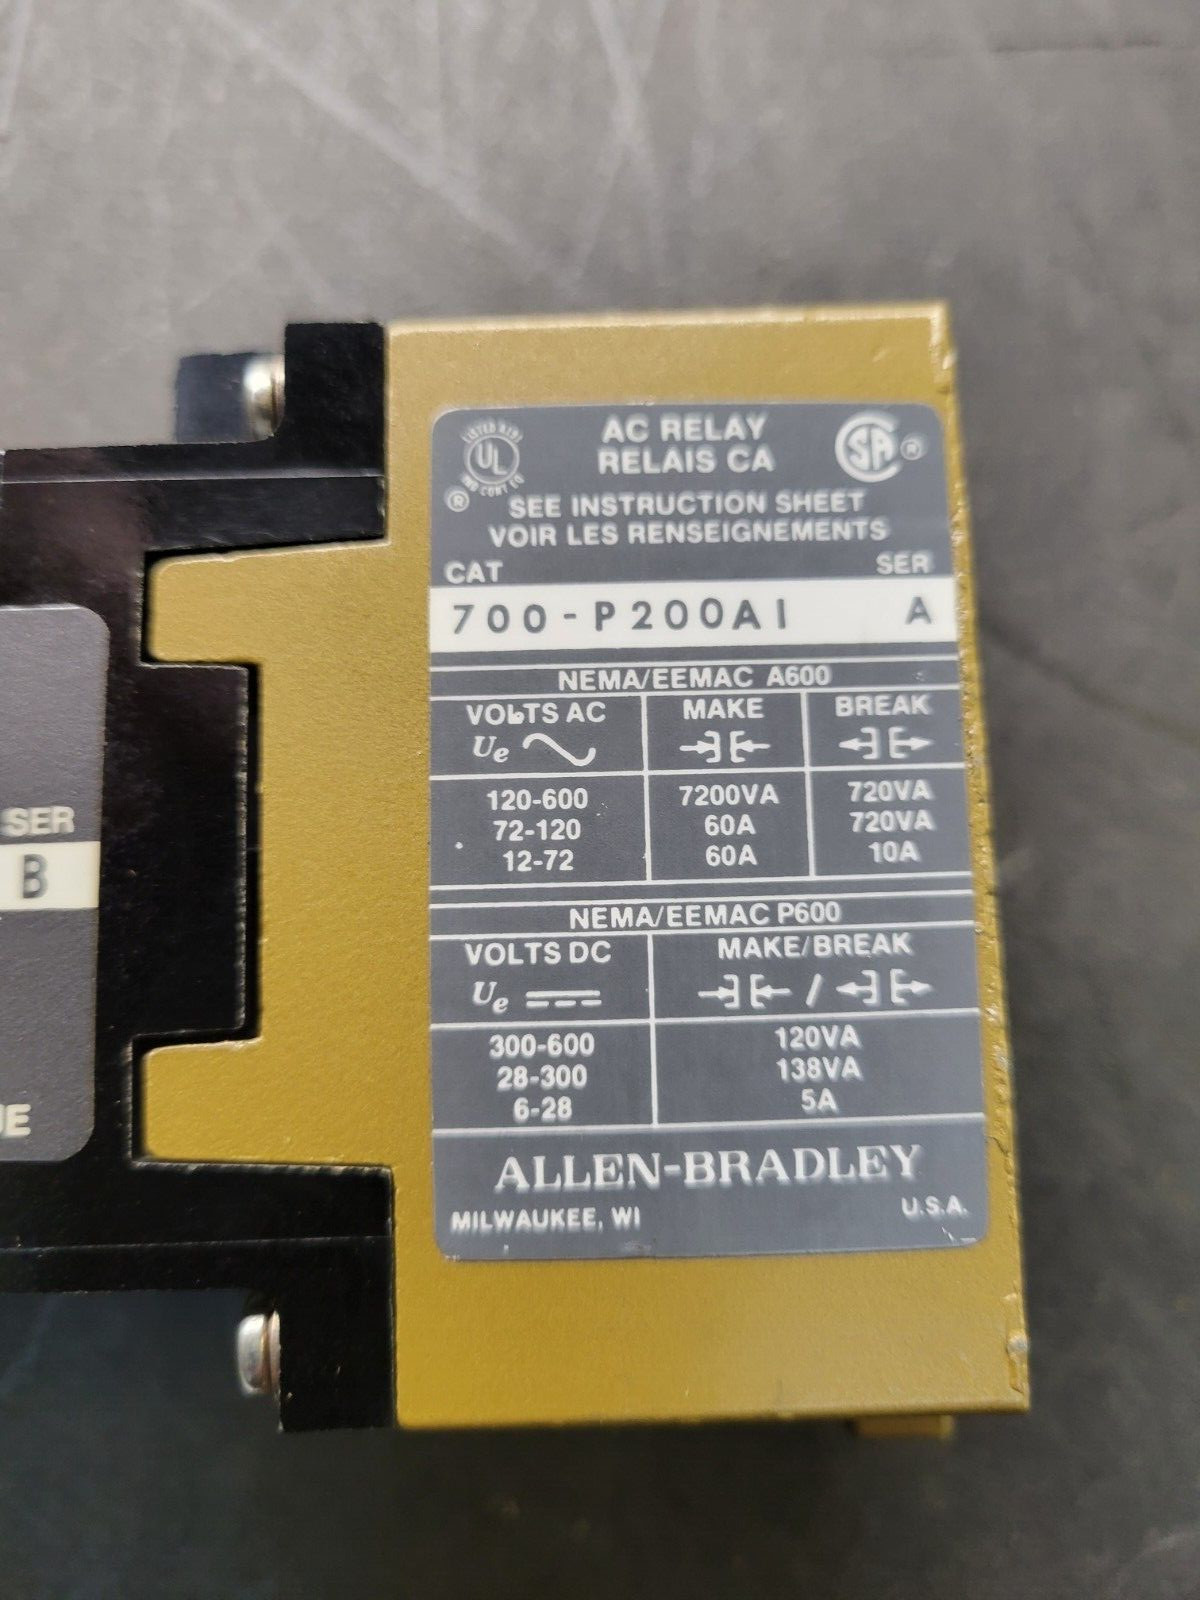 AC RELAY
RELAIS CA
UL
®
SA ®
SEE INSTRUCTION SHEET
VOIR LES RENSEIGNEMENTS
CAT SER
700-P200A1 A
NEMA/EEMAC A600
VOLTS AC MAKE BREAK
Ue
120-600 7200VA 720VA
72-120 60A 720VA
12-72 60A 10A
NEMA/EEMAC P600
VOLTS DC MAKE/BREAK
Ue /
300-600 120VA
28-300 138VA
6-28 5A
ALLEN-BRADLEY
MILWAUKEE, WI U.S.A.
SER
B
UE